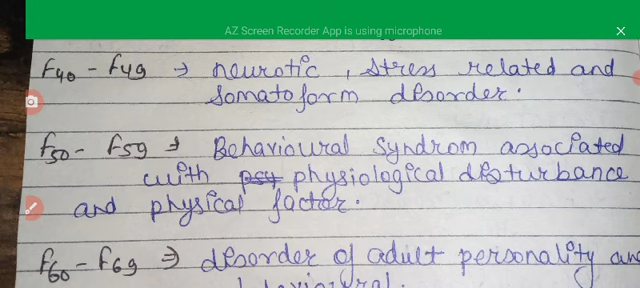 AZ Screen Recorder App is using microphone
F40 - F49 → neurotic, stress related and
Somatoform disorder.
F50 - F59 → Behavioural Syndrom associated
with physiological disturbance
and physical factor.
F60 - F69 ⇒ disorder of adult personality an